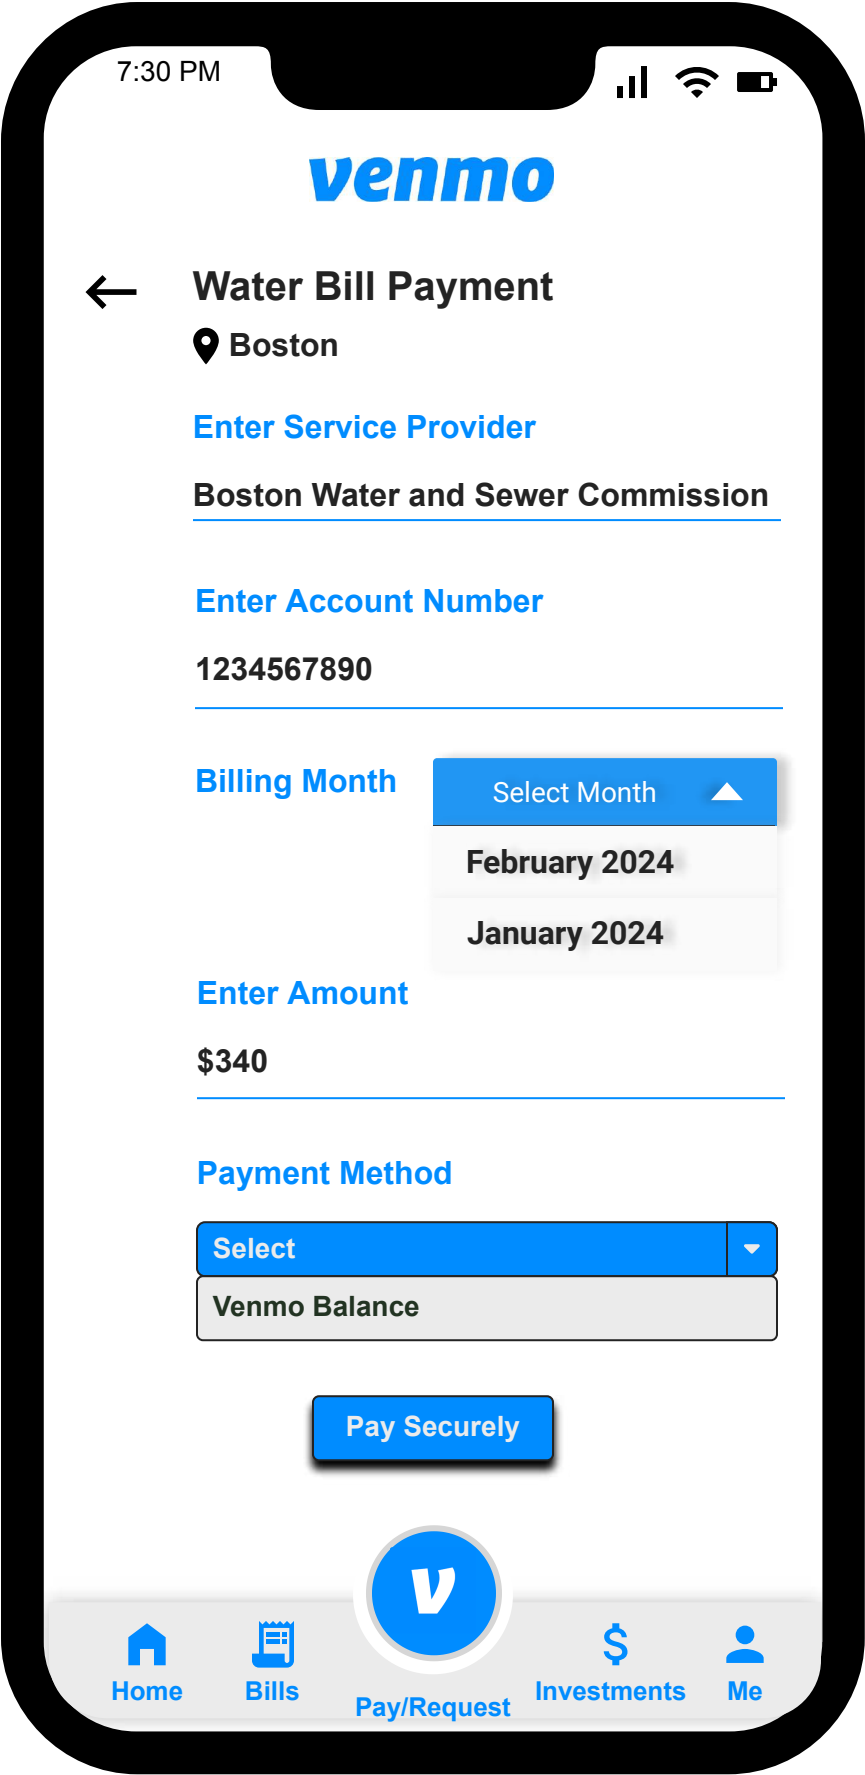 7:30 PM
venmo
Water Bill Payment
Boston
Enter Service Provider
Boston Water and Sewer Commission
Enter Account Number
1234567890
Billing Month
Select Month
February 2024
January 2024
Enter Amount
$340
Payment Method
Select
Venmo Balance
Pay Securely
V
$
Home
Bills
Pay/Request
Investments
Me